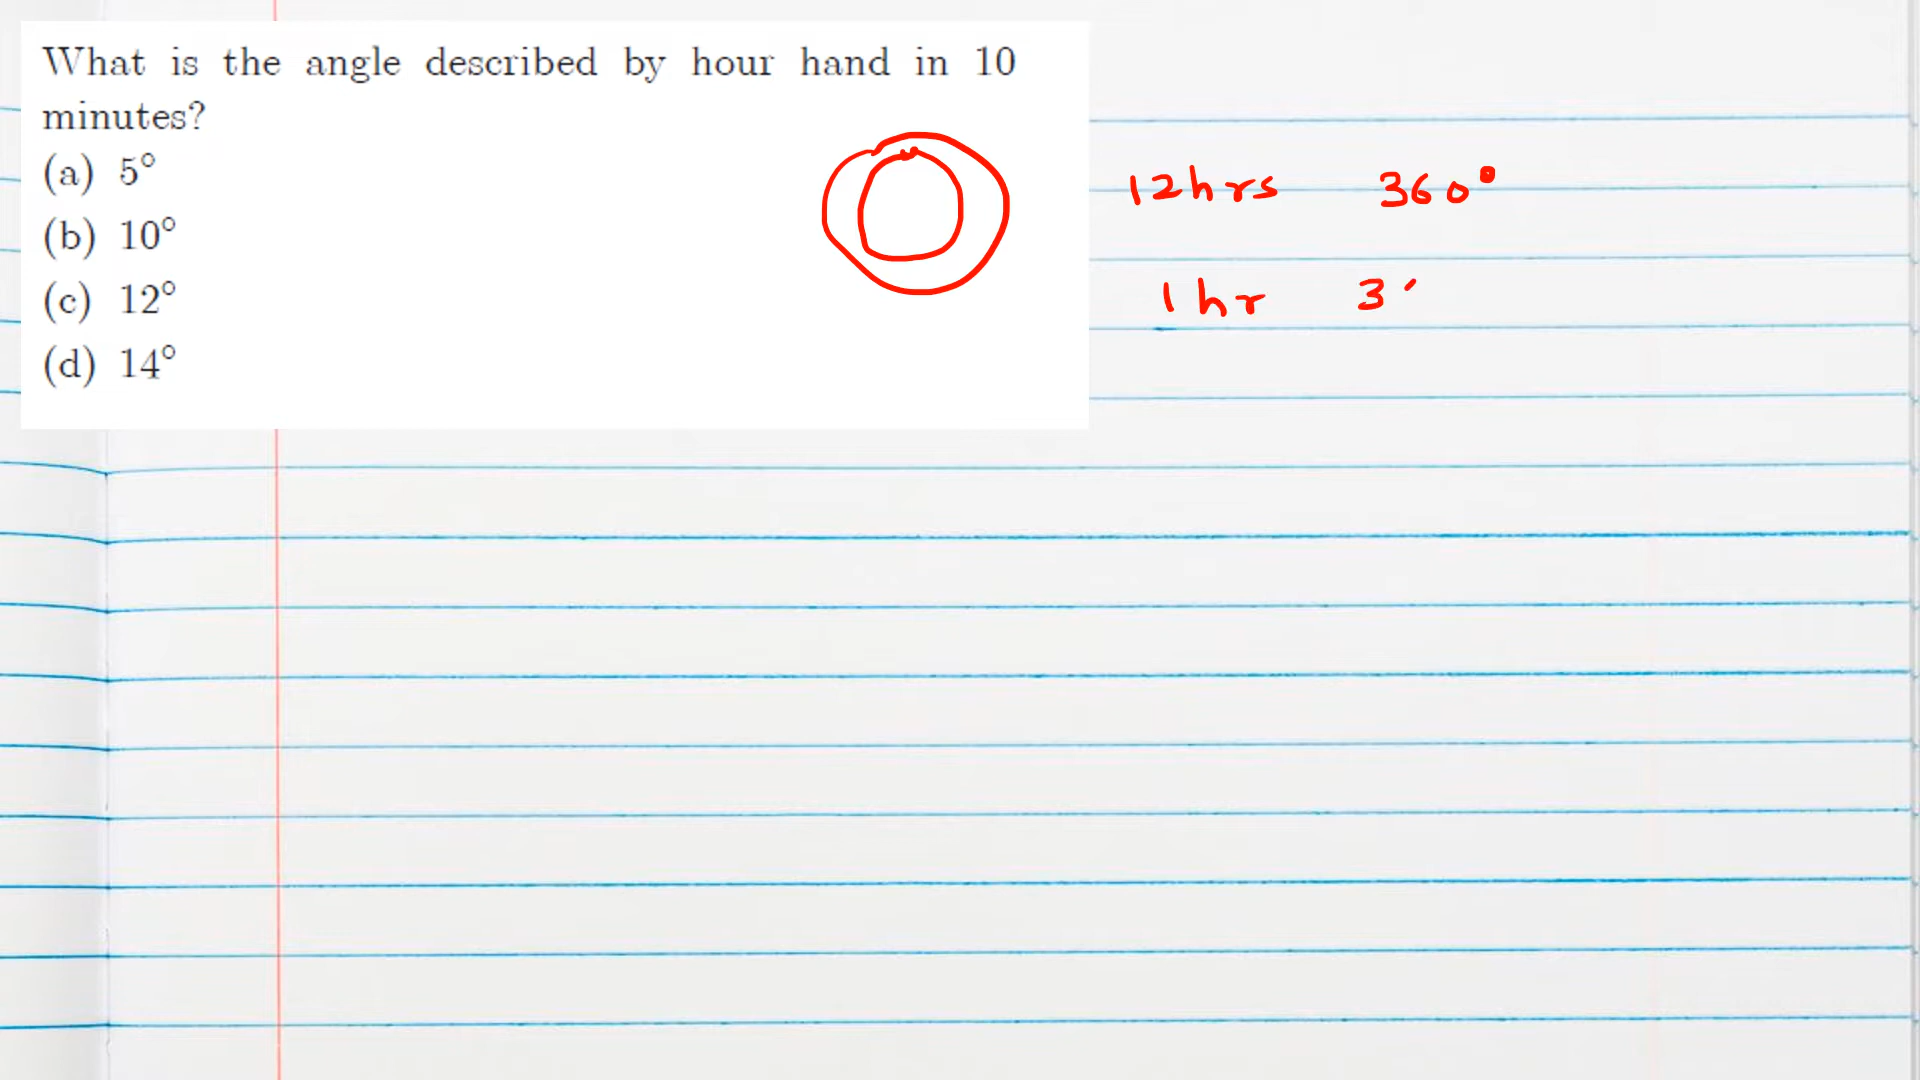 What is the angle described by hour hand in 10
minutes?
(a) 5°
(b) 10°
(c) 12°
(d) 14°
12hrs 360°
1 hr 3